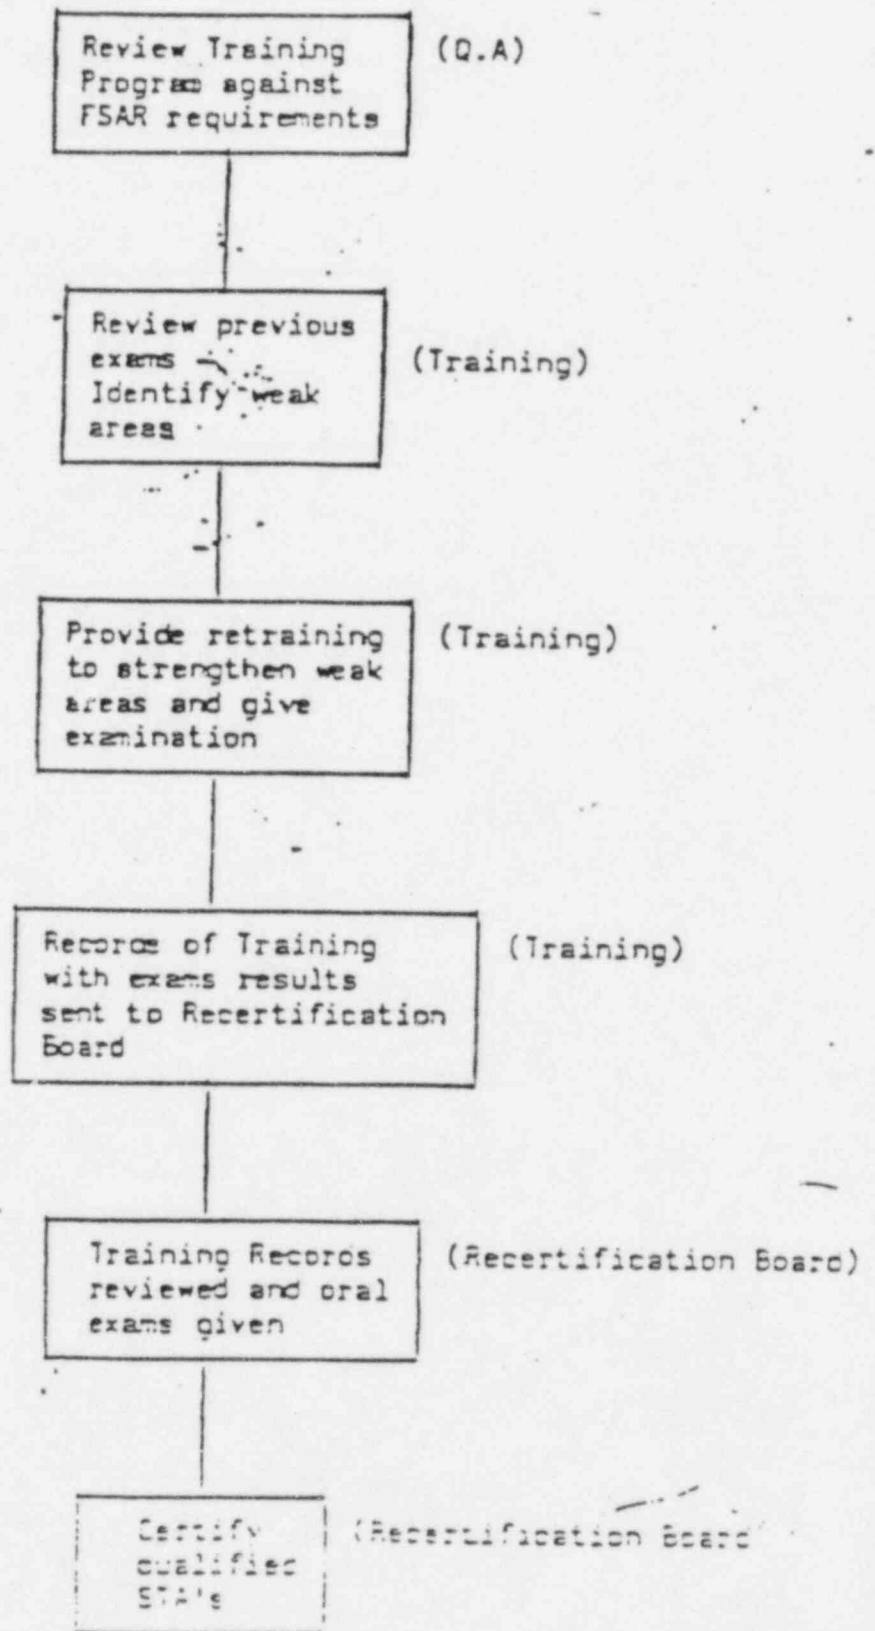 Review Training (Q.A)
Program against
FSAR requirements
Review previous (Training)
exams -
Identify weak
areas
Provide retraining (Training)
to strengthen weak
areas and give
examination
Records of Training (Training)
with exams results
sent to Recertification
Board
Training Records (Recertification Board)
reviewed and oral
exams given
Certify (Recertification Board
qualified
STA's